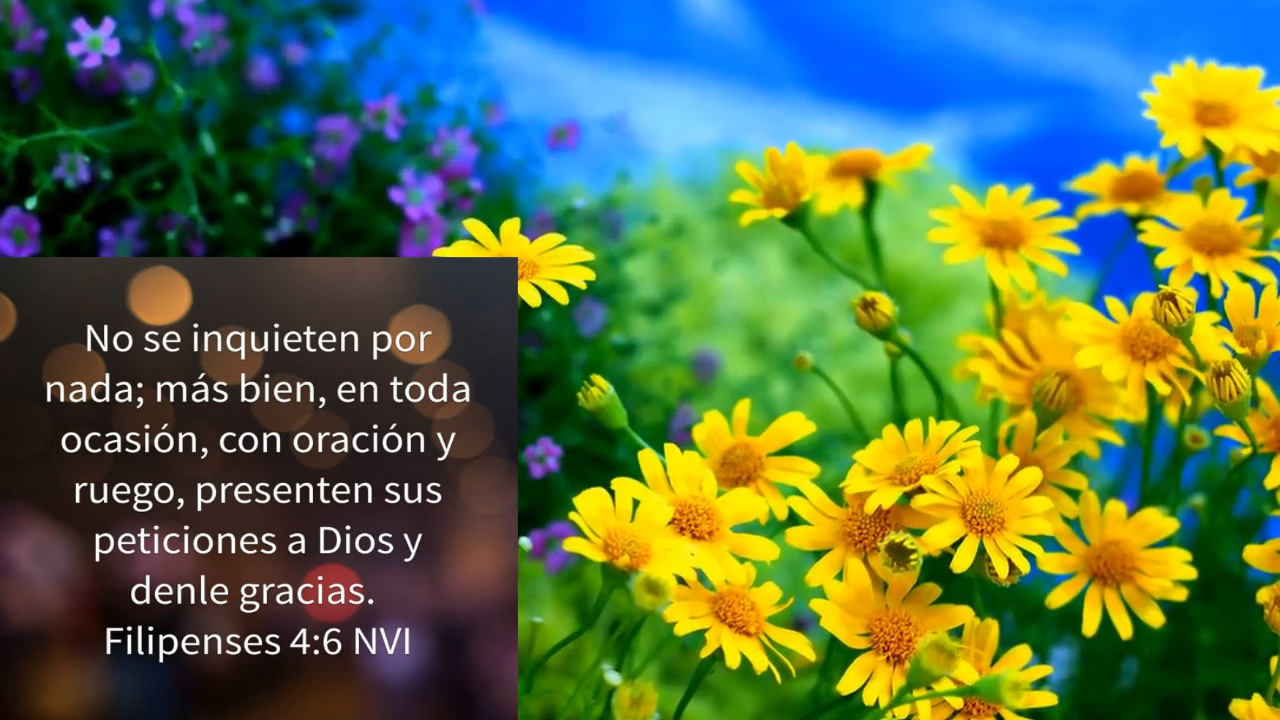 No se inquieten por
nada; más bien, en toda
ocasión, con oración y
ruego, presenten sus
peticiones a Dios y
denle gracias.
Filipenses 4:6 NVI